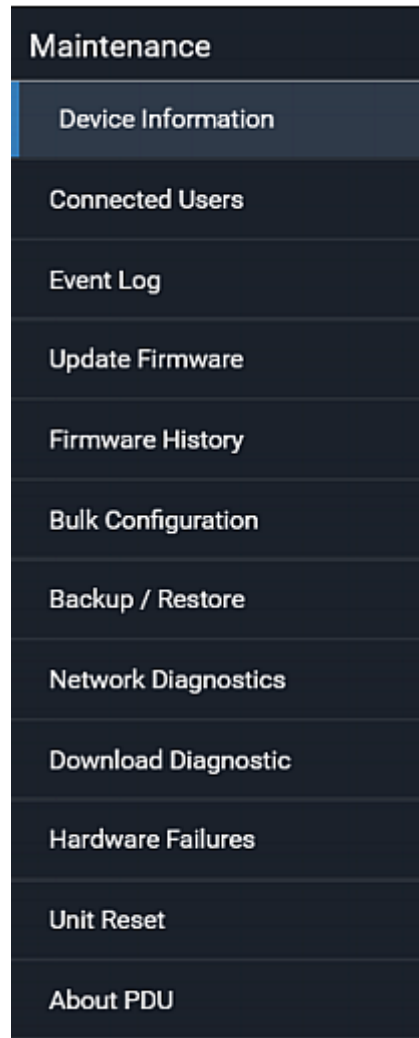 Maintenance
Device Information
Connected Users
Event Log
Update Firmware
Firmware History
Bulk Configuration
Backup / Restore
Network Diagnostics
Download Diagnostic
Hardware Failures
Unit Reset
About PDU